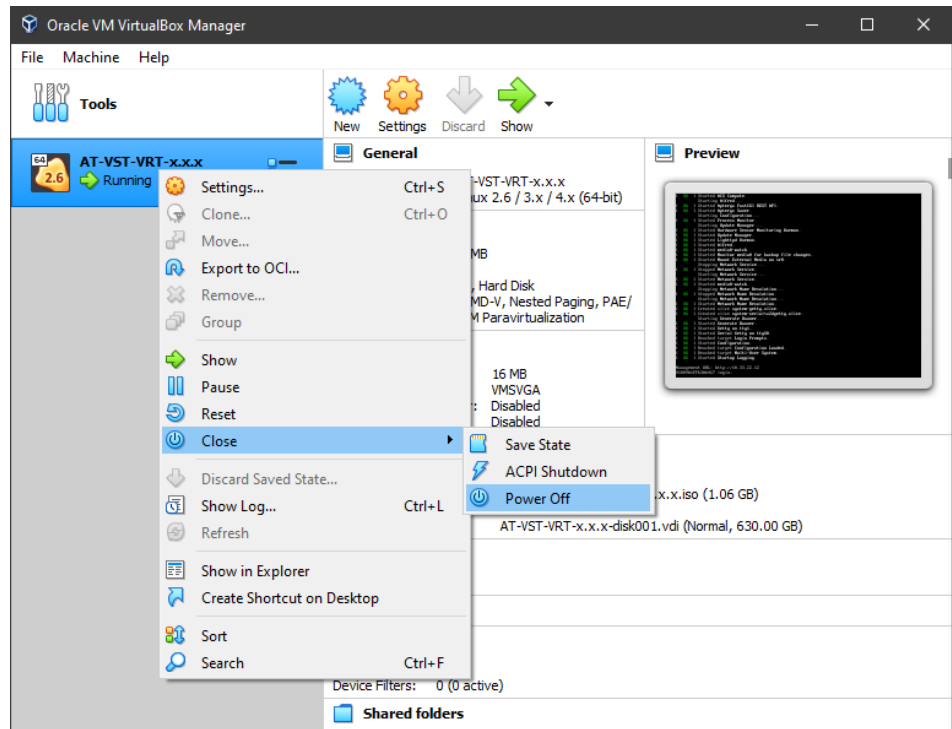 Oracle VM VirtualBox Manager
File Machine Help
Tools
New Settings Discard Show
64
2.6
AT-VST-VRT-x.x.x
Running
General
Preview
-VST-VRT-x.x.x
ux 2.6 / 3.x / 4.x (64-bit)
MB
, Hard Disk
MD-V, Nested Paging, PAE/
M Paravirtualization
16 MB
VMSVGA
: Disabled
Disabled
Settings... Ctrl+S
Clone... Ctrl+O
Move...
Export to OCI...
Remove...
Group
Show
Pause
Reset
Close
Discard Saved State...
Show Log... Ctrl+L
Refresh
Show in Explorer
Create Shortcut on Desktop
Sort
Search Ctrl+F
Save State
ACPI Shutdown
Power Off
.x.x.iso (1.06 GB)
AT-VST-VRT-x.x.x-disk001.vdi (Normal, 630.00 GB)
Device Filters: 0 (0 active)
Shared folders